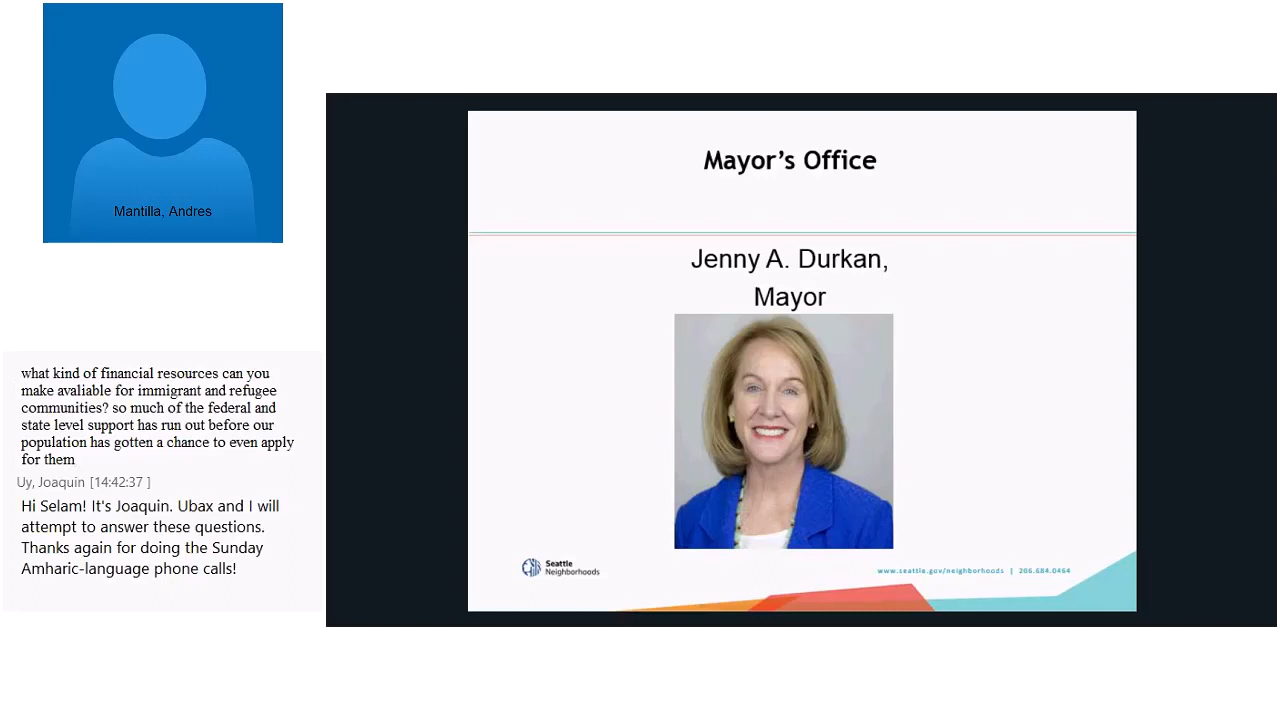 Mantilla, Andres
what kind of financial resources can you
make avaliable for immigrant and refugee
communities? so much of the federal and
state level support has run out before our
population has gotten a chance to even apply
for them
Uy, Joaquin [14:42:37 ]
Hi Selam! It's Joaquin. Ubax and I will
attempt to answer these questions.
Thanks again for doing the Sunday
Amharic-language phone calls!
Mayor’s Office
Jenny A. Durkan,
Mayor
Seattle
Neighborhoods
www.seattle.gov/neighborhoods | 206.684.0464